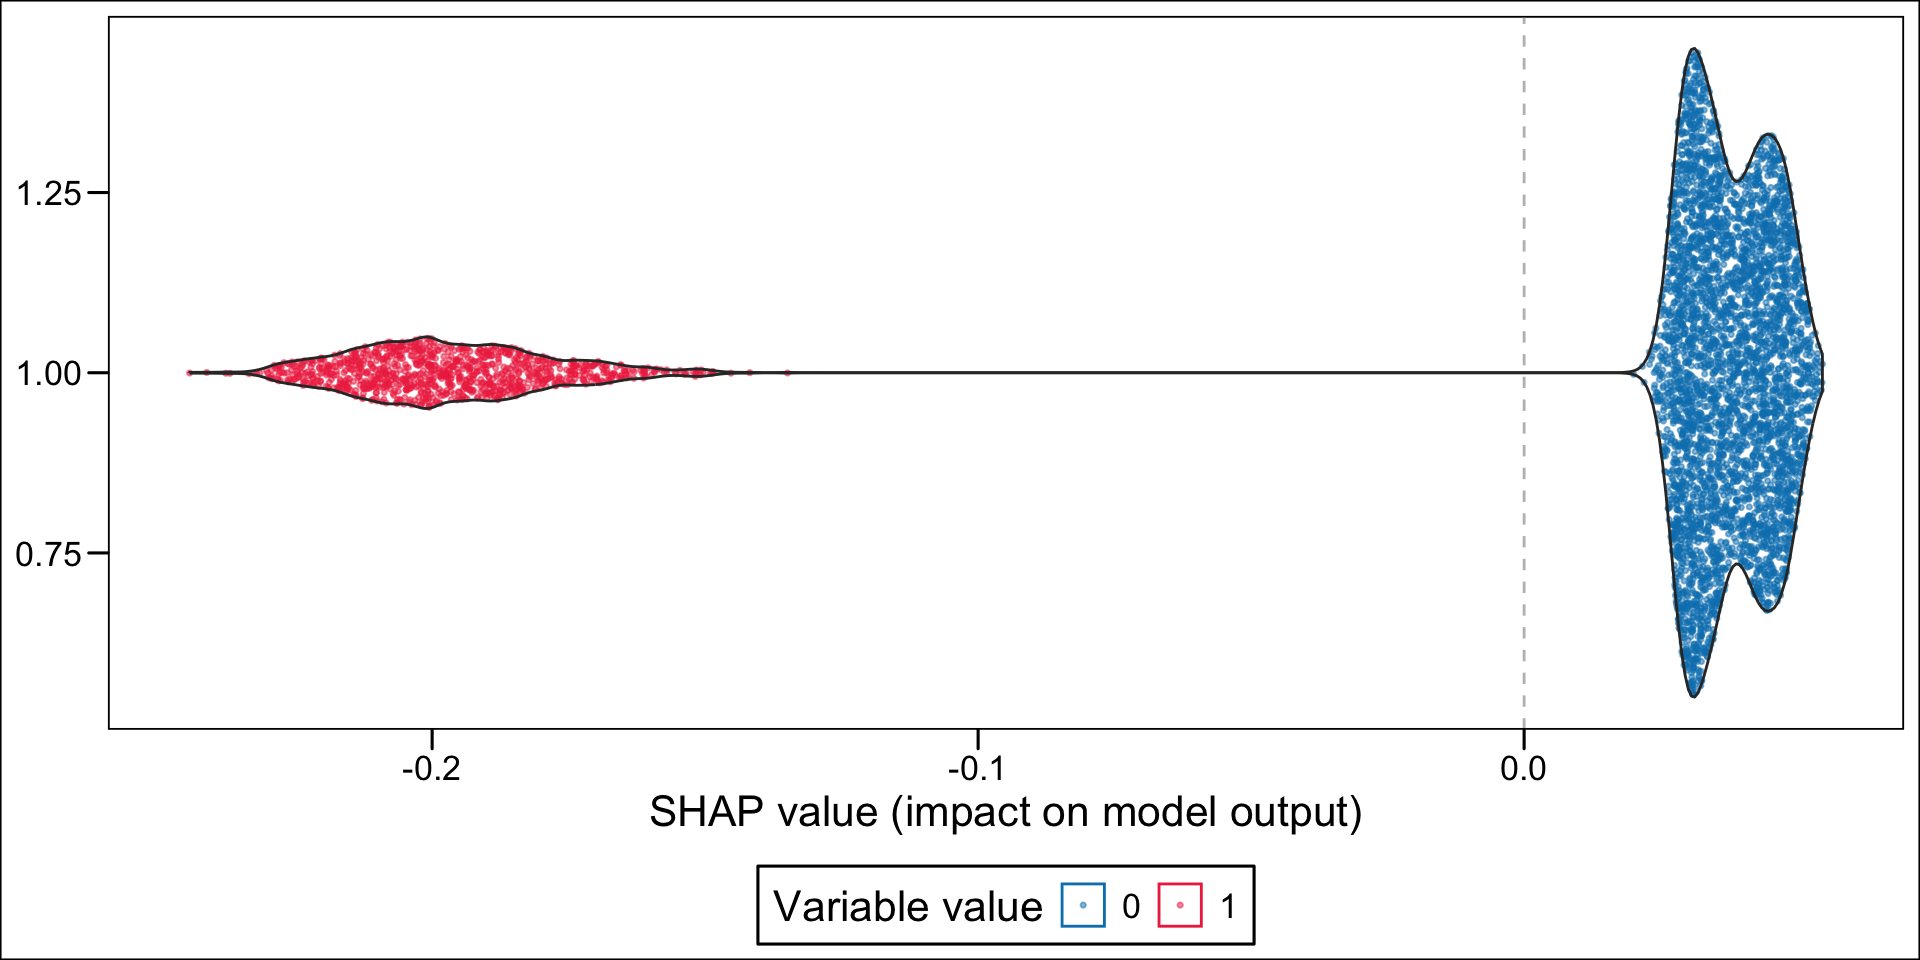 1.25
1.00
0.75
-0.2 -0.1 0.0
SHAP value (impact on model output)
Variable value 0 1